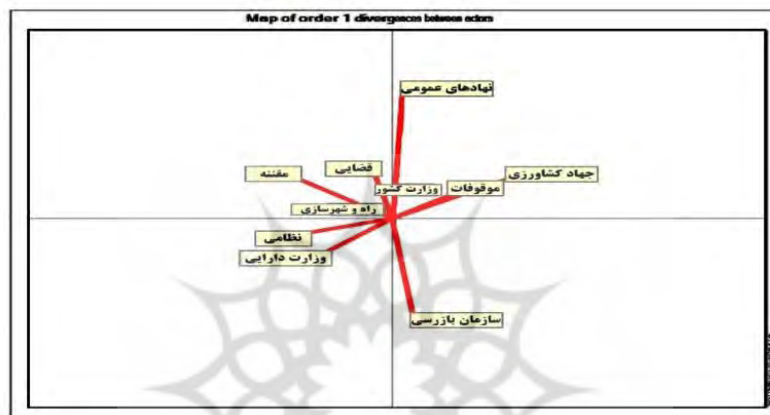 Map of order 1 divergences between actors
نهادهای عمومی
قضایی
مقننه
جهاد کشاورزی
وزارت کشور
موقوفات
راه و شهرسازی
نظامی
وزارت دارایی
سازمان بازرسی